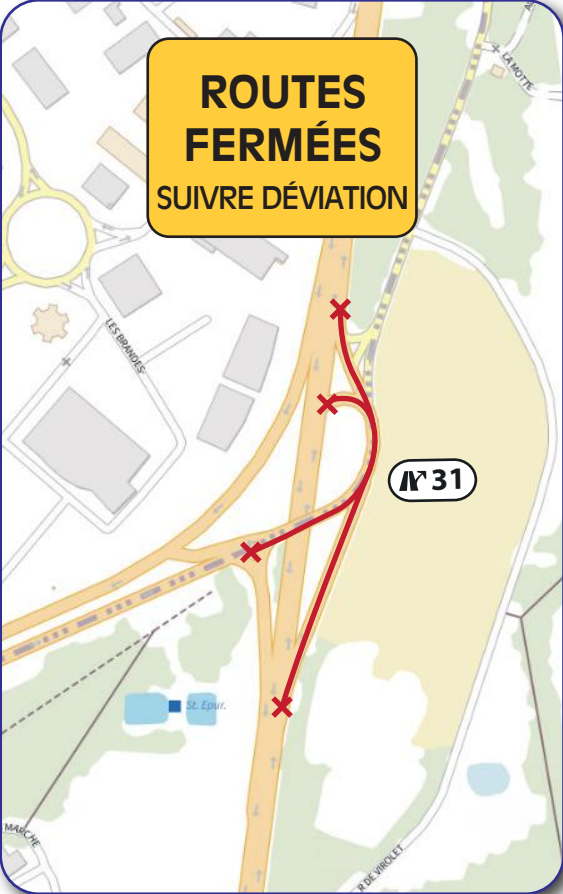 ROUTES
FERMÉES
SUIVRE DÉVIATION
LA MOTTE
LES BRANDES
31
St. Epur.
MARCHE
R DE VIROLET